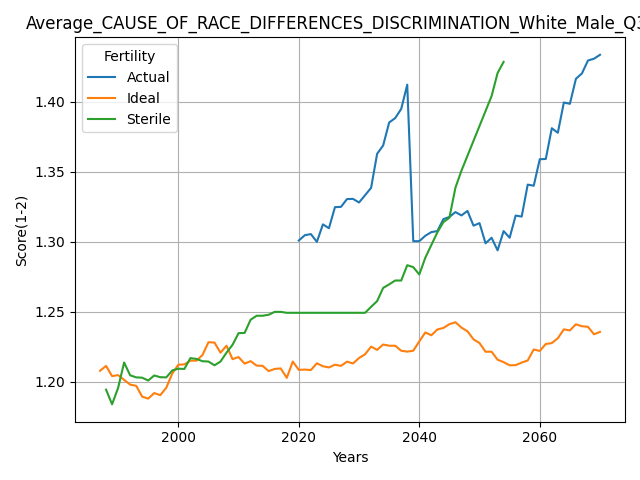 Average_CAUSE_OF_RACE_DIFFERENCES_DISCRIMINATION_White_Male_Q3
Fertility
Actual
Ideal
Sterile
1.40
1.35
1.30
1.25
1.20
Score(1-2)
2000 2020 2040 2060
Years